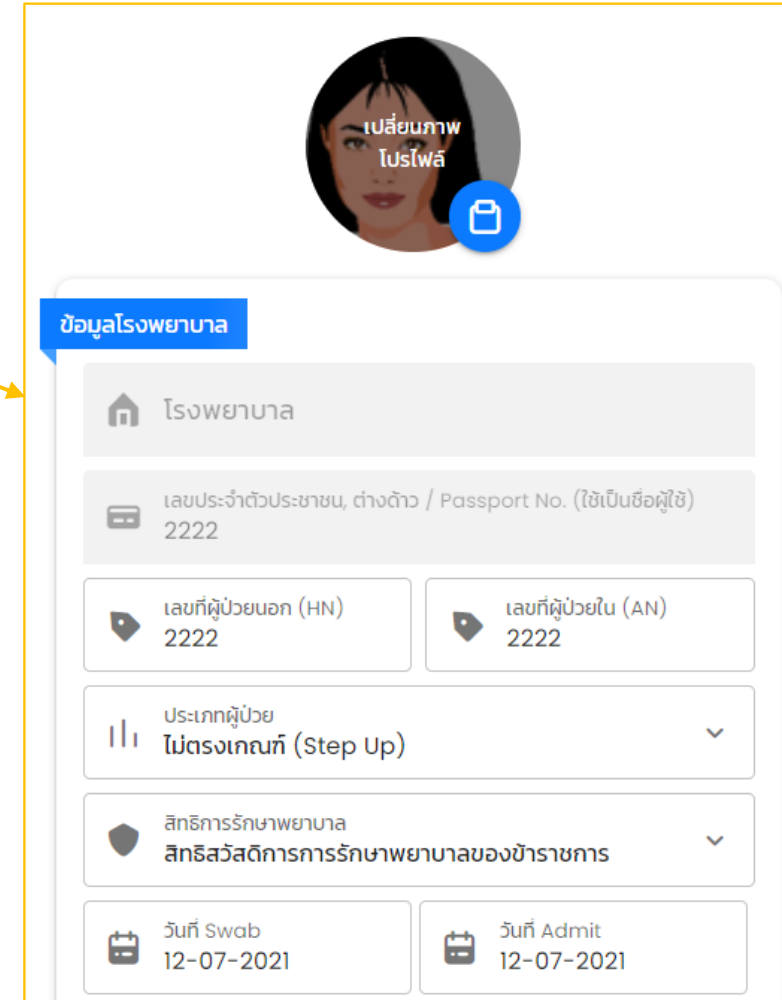 เปลี่ยนภาพ
โปรไฟล์
ข้อมูลโรงพยาบาล
โรงพยาบาล
เลขประจำตัวประชาชน, ต่างด้าว / Passport No. (ใช้เป็นชื่อผู้ใช้)
2222
เลขที่ผู้ป่วยนอก (HN)
2222
เลขที่ผู้ป่วยใน (AN)
2222
ประเภทผู้ป่วย
ไม่ตรงเกณฑ์ (Step Up)
สิทธิการรักษาพยาบาล
สิทธิสวัสดิการการรักษาพยาบาลของข้าราชการ
วันที่ Swab
12-07-2021
วันที่ Admit
12-07-2021